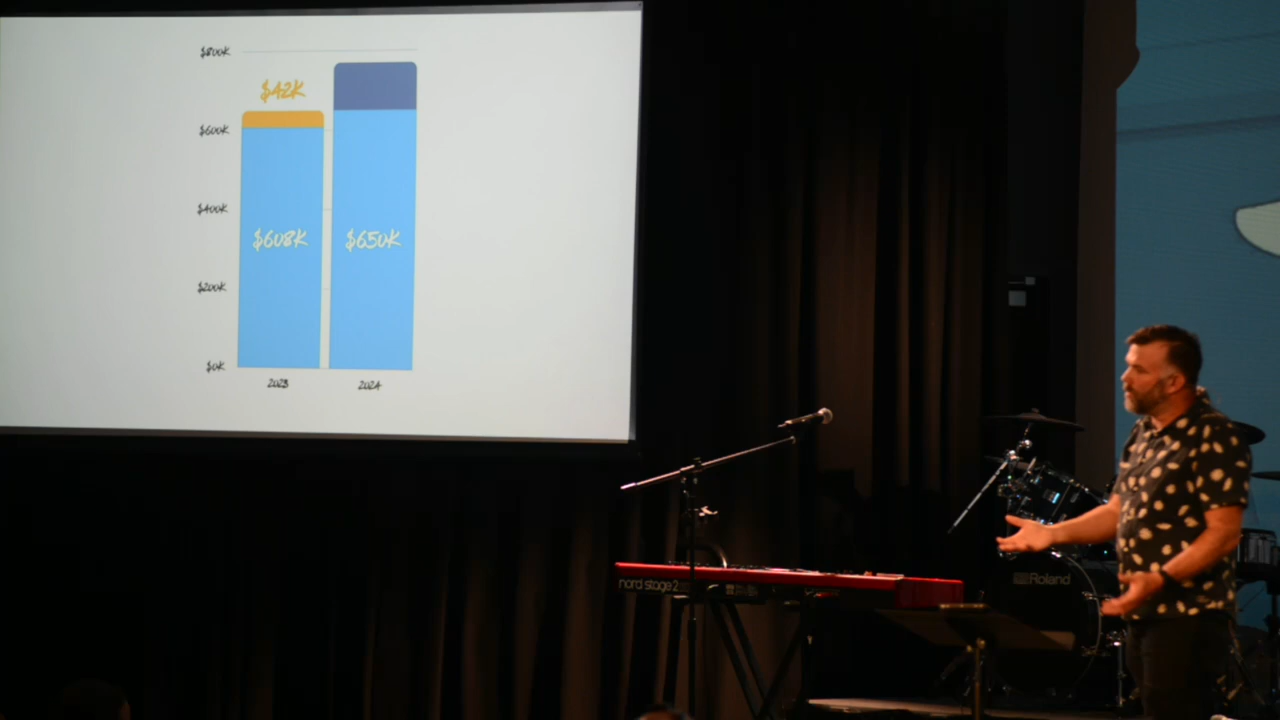 $800K
$42K
$600K
$400K
$608K
$650K
$200K
$0K
2023
2024
nord stage 2
Roland